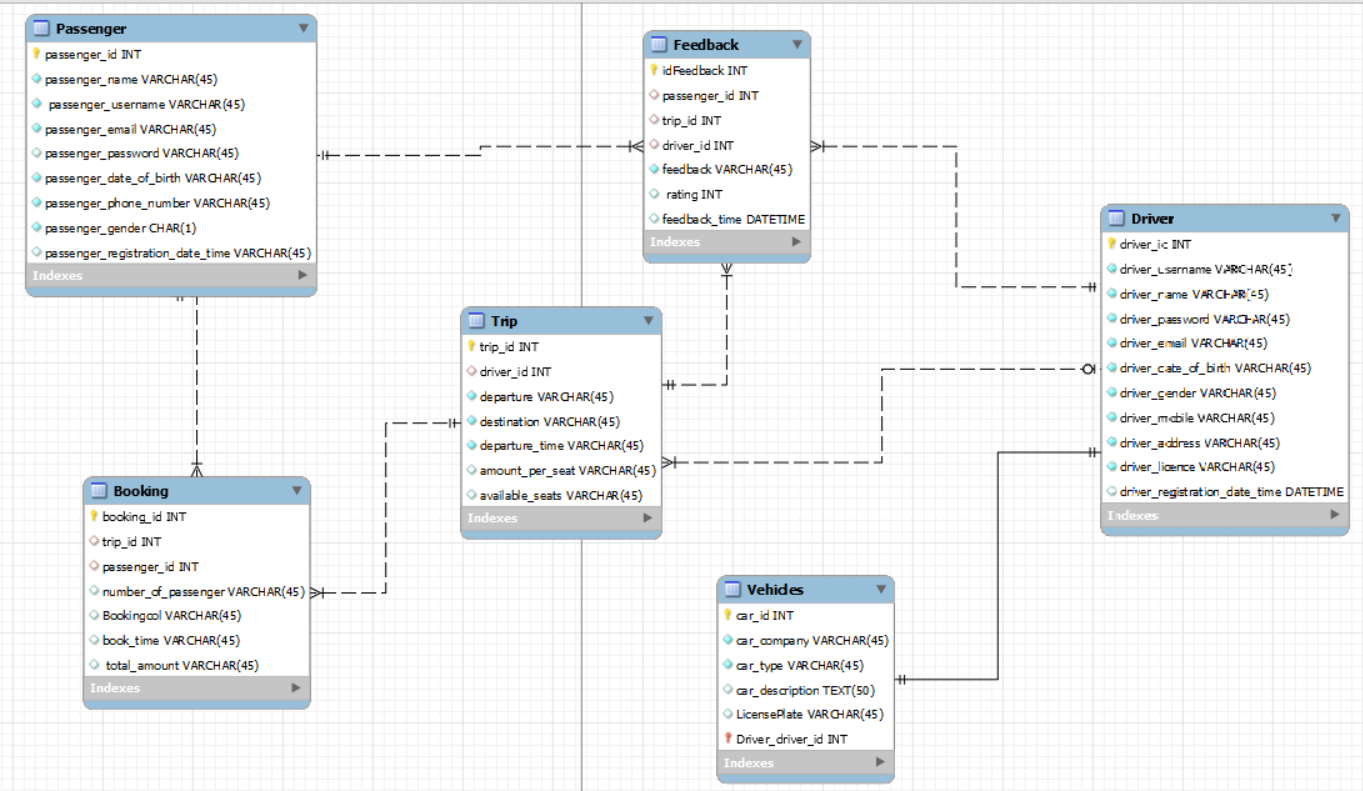 Passenger
passenger_id INT
passenger_name VARCHAR(45)
passenger_username VARCHAR(45)
passenger_email VARCHAR(45)
passenger_password VARCHAR(45)
passenger_date_of_birth VARCHAR(45)
passenger_phone_number VARCHAR(45)
passenger_gender CHAR(1)
passenger_registration_date_time VARCHAR(45)
Indexes
Feedback
idFeedback INT
passenger_id INT
trip_id INT
driver_id INT
feedback VARCHAR(45)
rating INT
feedback_time DATETIME
Indexes
Driver
driver_id INT
driver_username VARCHAR(45)
driver_name VARCHAR(45)
driver_password VARCHAR(45)
driver_email VARCHAR(45)
driver_date_of_birth VARCHAR(45)
driver_gender VARCHAR(45)
driver_mobile VARCHAR(45)
driver_address VARCHAR(45)
driver_licence VARCHAR(45)
driver_registration_date_time DATETIME
Indexes
Trip
trip_id INT
driver_id INT
departure VARCHAR(45)
destination VARCHAR(45)
departure_time VARCHAR(45)
amount_per_seat VARCHAR(45)
available_seats VARCHAR(45)
Indexes
Booking
booking_id INT
trip_id INT
passenger_id INT
number_of_passenger VARCHAR(45)
Bookingcol VARCHAR(45)
book_time VARCHAR(45)
total_amount VARCHAR(45)
Indexes
Vehicles
car_id INT
car_company VARCHAR(45)
car_type VARCHAR(45)
car_description TEXT(50)
LicensePlate VARCHAR(45)
Driver_driver_id INT
Indexes